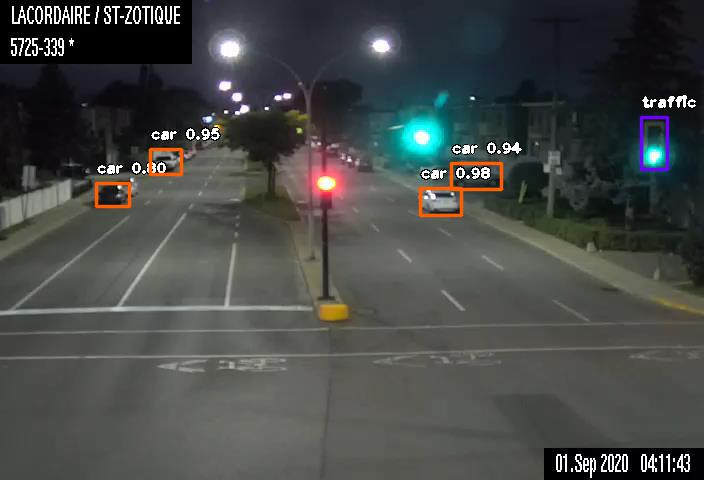 LACORDAIRE / ST-ZOTIQUE
5725-339 *
traffic
car 0.95
car 0.94
car 0.80
car 0.98
01.Sep 2020 04:11:43